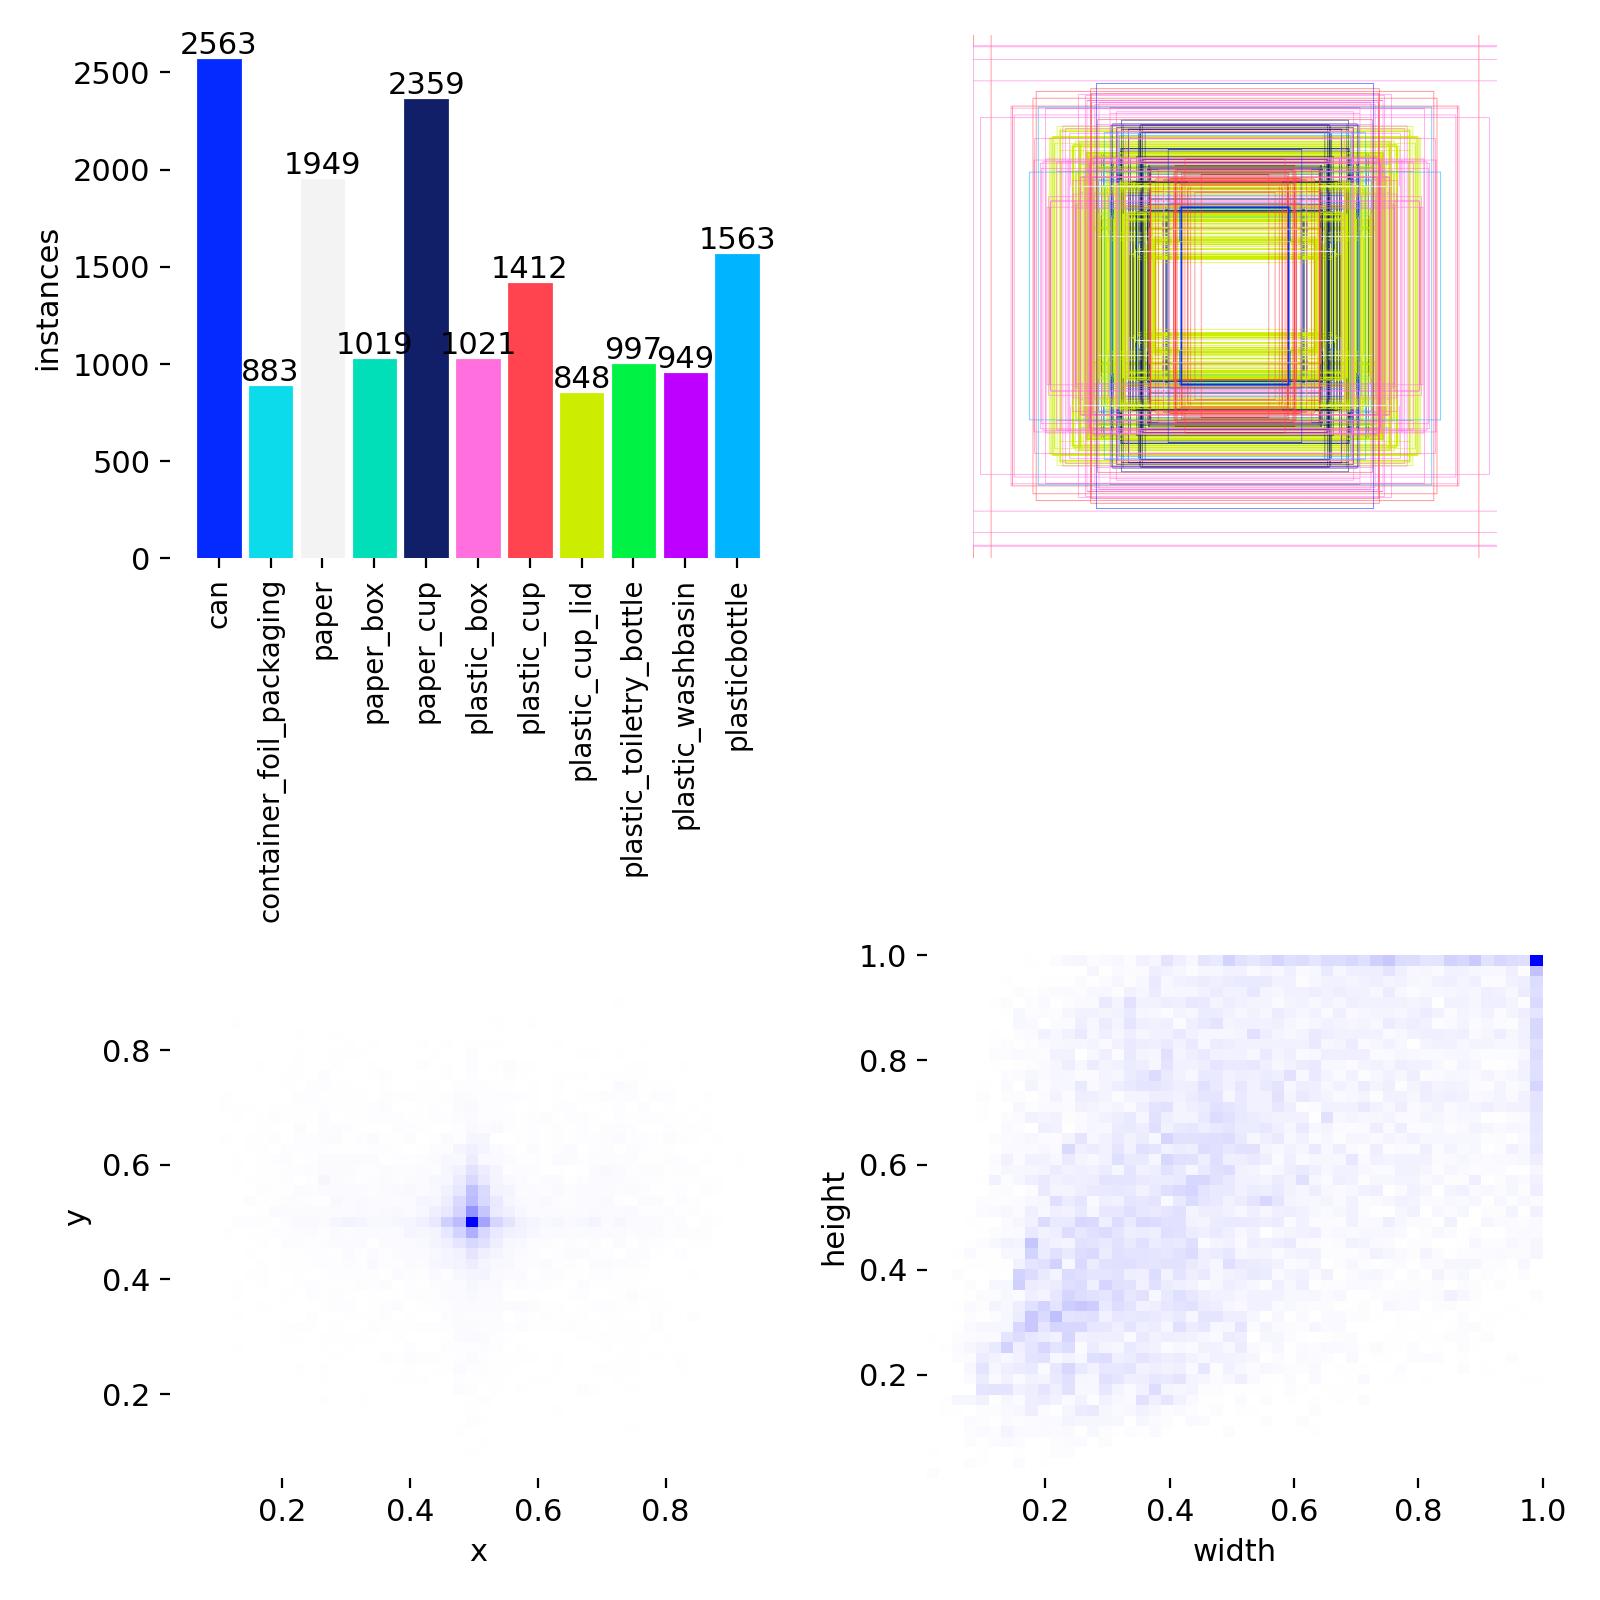 2563
883
1949
1019
2359
1021
1412
848
997
949
1563
2500
2000
1500
1000
500
0
instances
can
container_foil_packaging
paper
paper_box
paper_cup
plastic_box
plastic_cup
plastic_cup_lid
plastic_toiletry_bottle
plastic_washbasin
plasticbottle
0.8
0.6
0.4
0.2
y
0.2 0.4 0.6 0.8
x
1.0
0.8
0.6
0.4
0.2
height
0.2 0.4 0.6 0.8 1.0
width